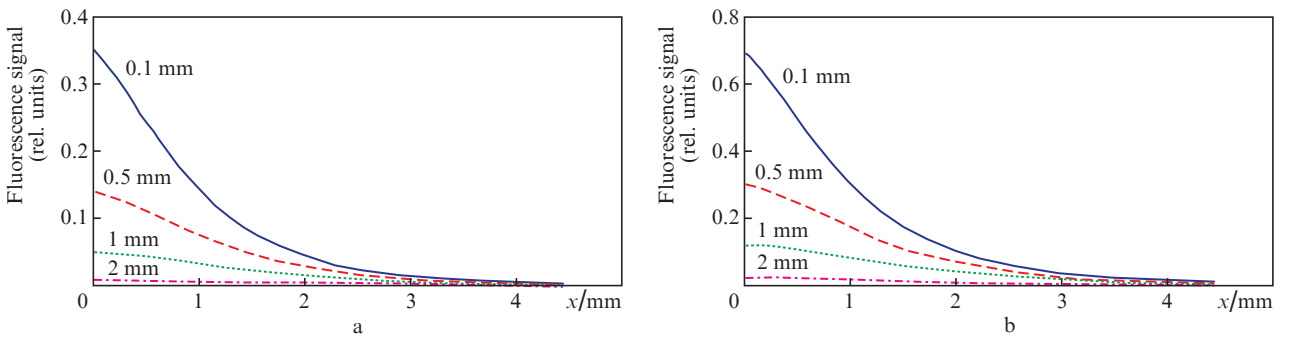 Fluorescence signal
(rel. units)
0.4
0.3
0.2
0.1
0.1 mm
0.5 mm
1 mm
2 mm
0 1 2 3 4 x/mm
a
Fluorescence signal
(rel. units)
0.8
0.6
0.4
0.2
0.1 mm
0.5 mm
1 mm
2 mm
0 1 2 3 4 x/mm
b